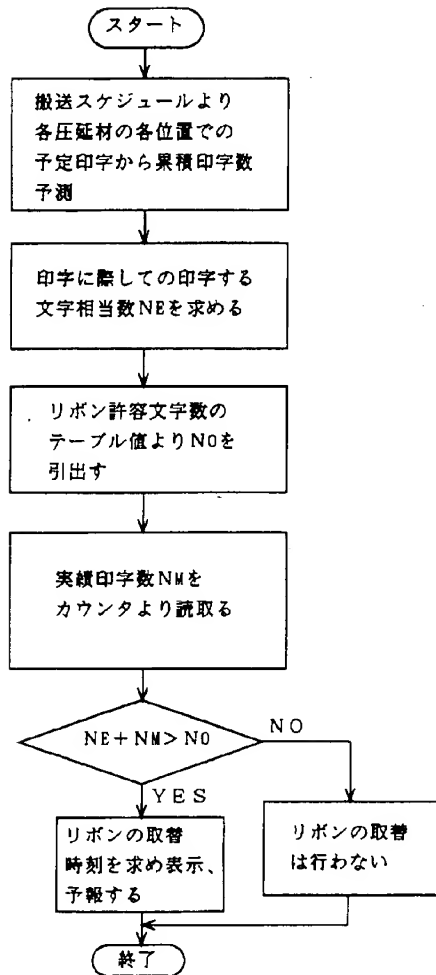 スタート
搬送スケジュールより
各圧延材の各位置での
予定印字から累積印字数
予測
印字に際しての印字する
文字相当数NEを求める
リボン許容文字数の
テーブル値よりN0を
引出す
実績印字数NMを
カウンタより読取る
NE+NM>N0
NO
YES
リボンの取替
時刻を求め表示、
予報する
リボンの取替
は行わない
終了